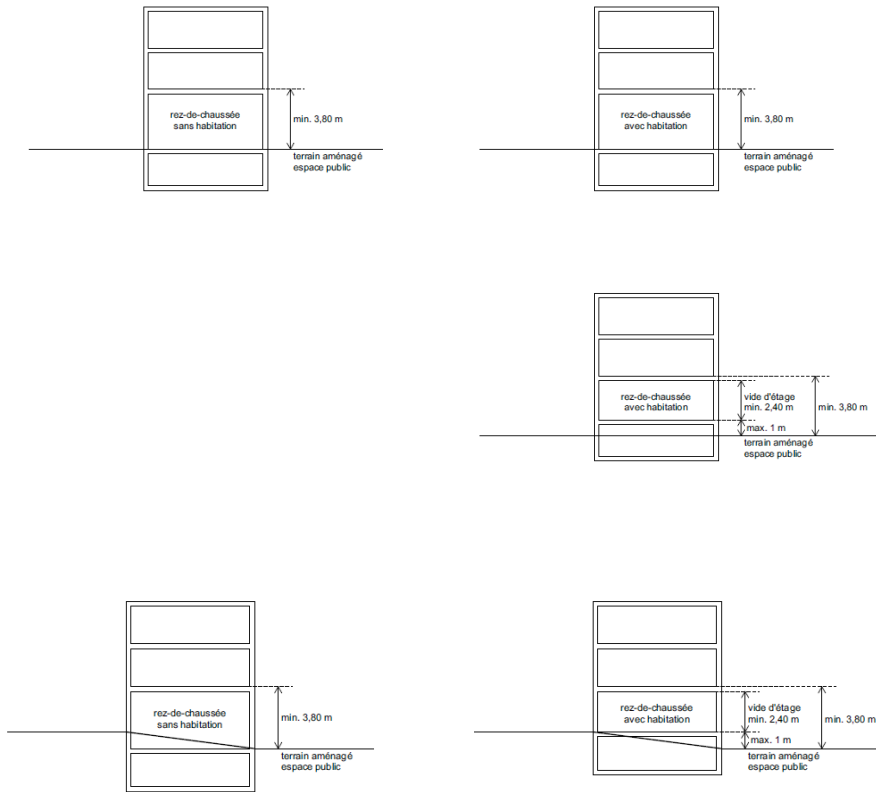 rez-de-chaussée
sans habitation
min. 3,80 m
terrain aménagé
espace public
rez-de-chaussée
avec habitation
min. 3,80 m
terrain aménagé
espace public
rez-de-chaussée
avec habitation
vide d'étage
min. 2,40 m
min. 3,80 m
max. 1 m
terrain aménagé
espace public
rez-de-chaussée
sans habitation
min. 3,80 m
terrain aménagé
espace public
rez-de-chaussée
avec habitation
vide d'étage
min. 2,40 m
min. 3,80 m
max. 1 m
terrain aménagé
espace public